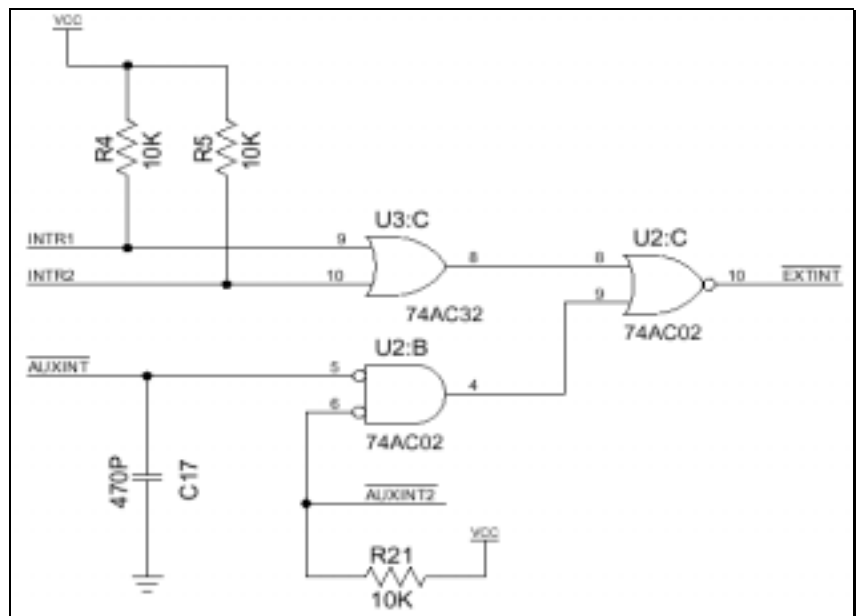 VCC
R4
10K
R5
10K
U3:C
INTR1
9
8
INTR2
10
74AC32
U2:C
8
10
EXTINT
9
74AC02
U2:B
AUXINT
5
4
6
74AC02
470P
C17
AUXINT2
VCC
R21
10K